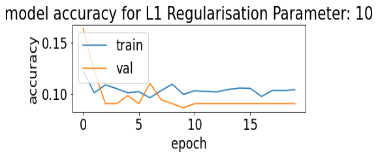 model accuracy for L1 Regularisation Parameter: 10
accuracy
0.15
0.10
train
val
0 5 10 15
epoch